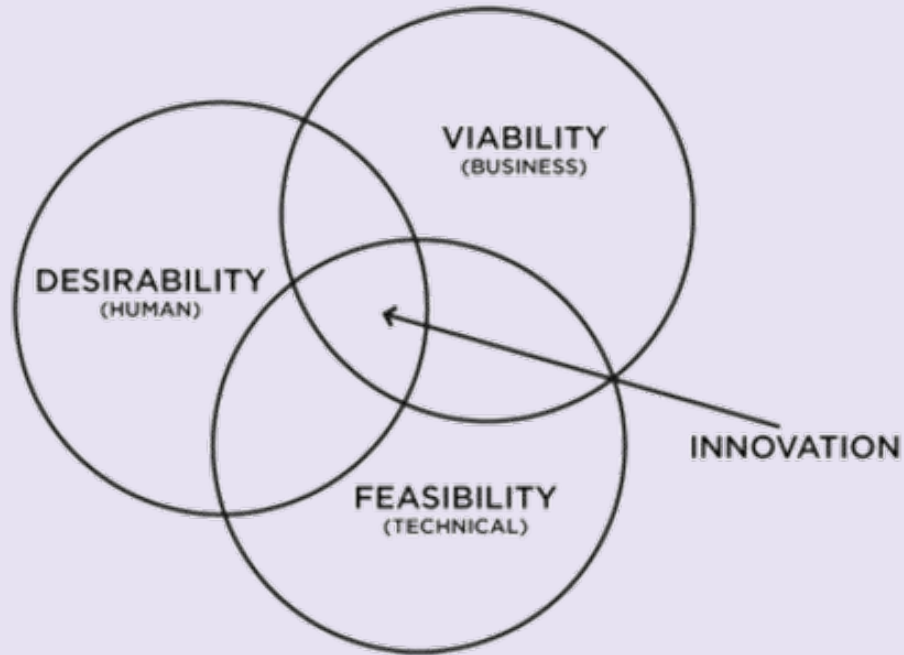 VIABILITY
(BUSINESS)
DESIRABILITY
(HUMAN)
INNOVATION
FEASIBILITY
(TECHNICAL)